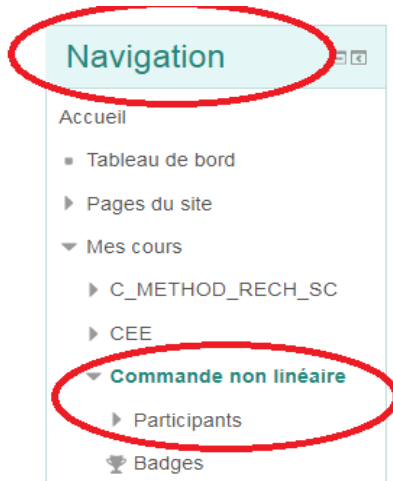 Navigation
Accueil
Tableau de bord
Pages du site
Mes cours
C_METHOD_RECH_SC
CEE
Commande non linéaire
Participants
Badges